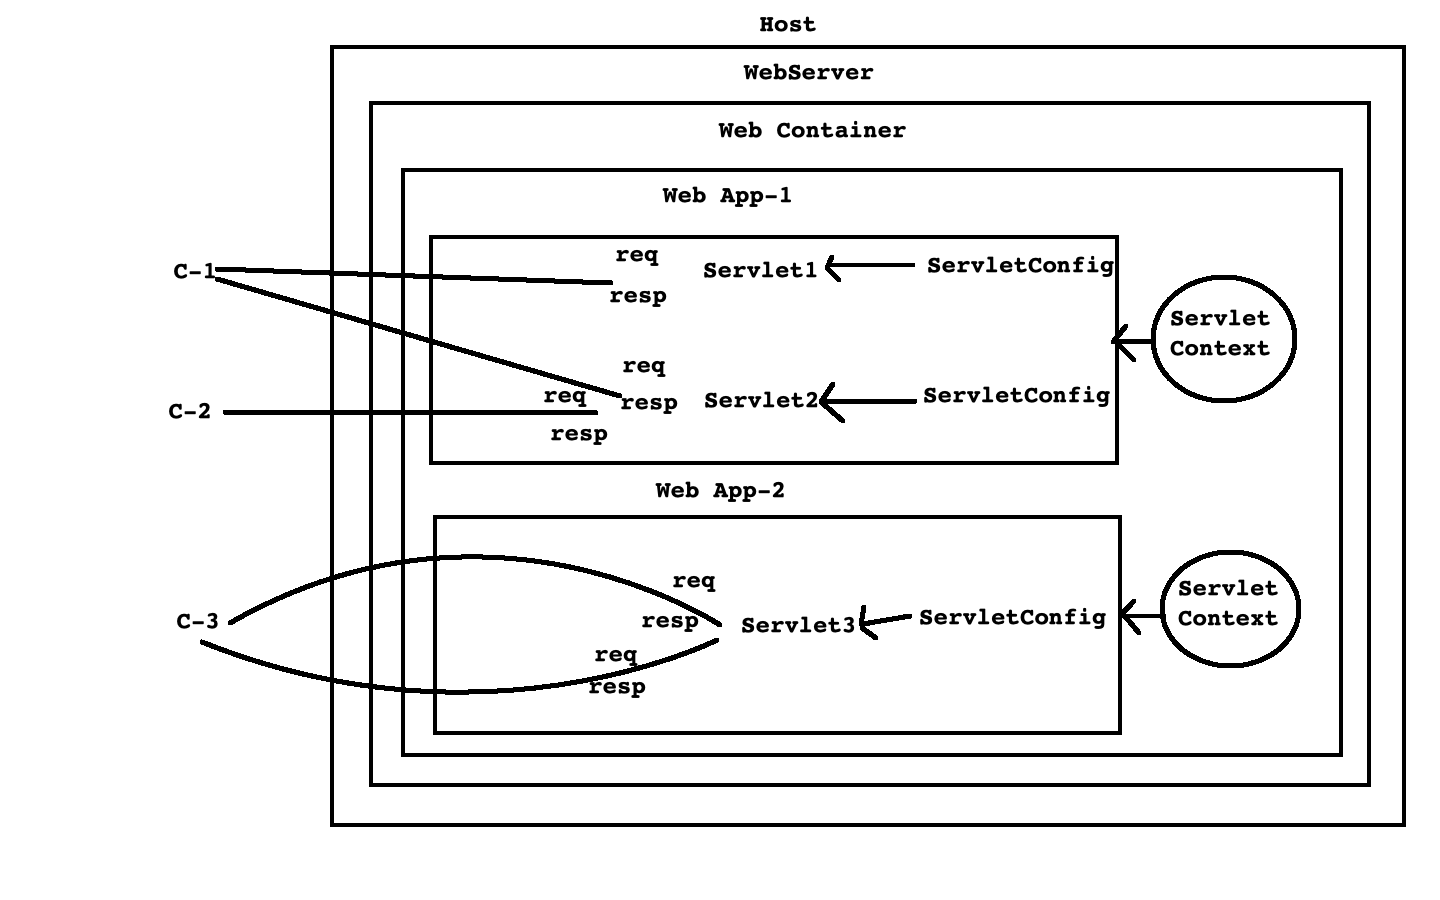 Host
WebServer
Web Container
Web App-1
req
C-1
Servlet1
ServletConfig
resp
Servlet
Context
req
req
resp
Servlet2
ServletConfig
C-2
resp
Web App-2
req
Servlet
Context
C-3
resp
Servlet3
ServletConfig
req
resp